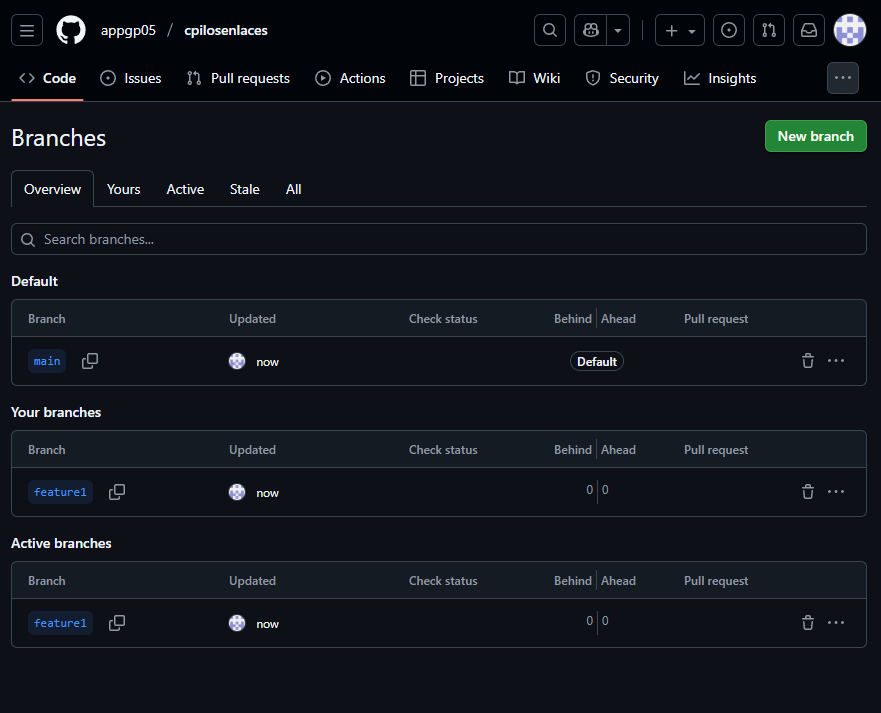 appgp05 / cpilosenlaces
Code Issues Pull requests Actions Projects Wiki Security Insights
Branches New branch
Overview Yours Active Stale All
Search branches...
Default
Branch Updated Check status Behind Ahead Pull request
main now Default
Your branches
Branch Updated Check status Behind Ahead Pull request
feature1 now 0 0
Active branches
Branch Updated Check status Behind Ahead Pull request
feature1 now 0 0